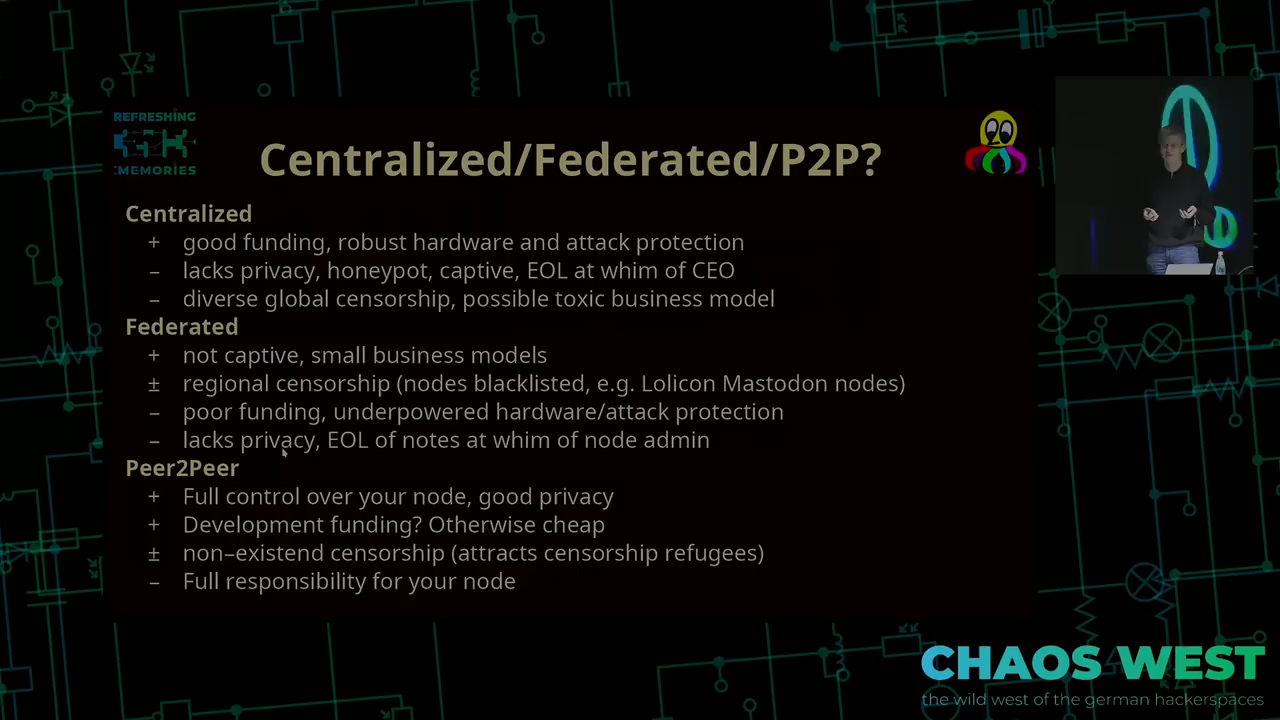 REFRESHING
MEMORIES
Centralized/Federated/P2P?
Centralized
+ good funding, robust hardware and attack protection
– lacks privacy, honeypot, captive, EOL at whim of CEO
– diverse global censorship, possible toxic business model
Federated
+ not captive, small business models
± regional censorship (nodes blacklisted, e.g. Lolicon Mastodon nodes)
– poor funding, underpowered hardware/attack protection
– lacks privacy, EOL of notes at whim of node admin
Peer2Peer
+ Full control over your node, good privacy
+ Development funding? Otherwise cheap
± non–existend censorship (attracts censorship refugees)
– Full responsibility for your node
CHAOS WEST
the wild west of the german hackerspaces